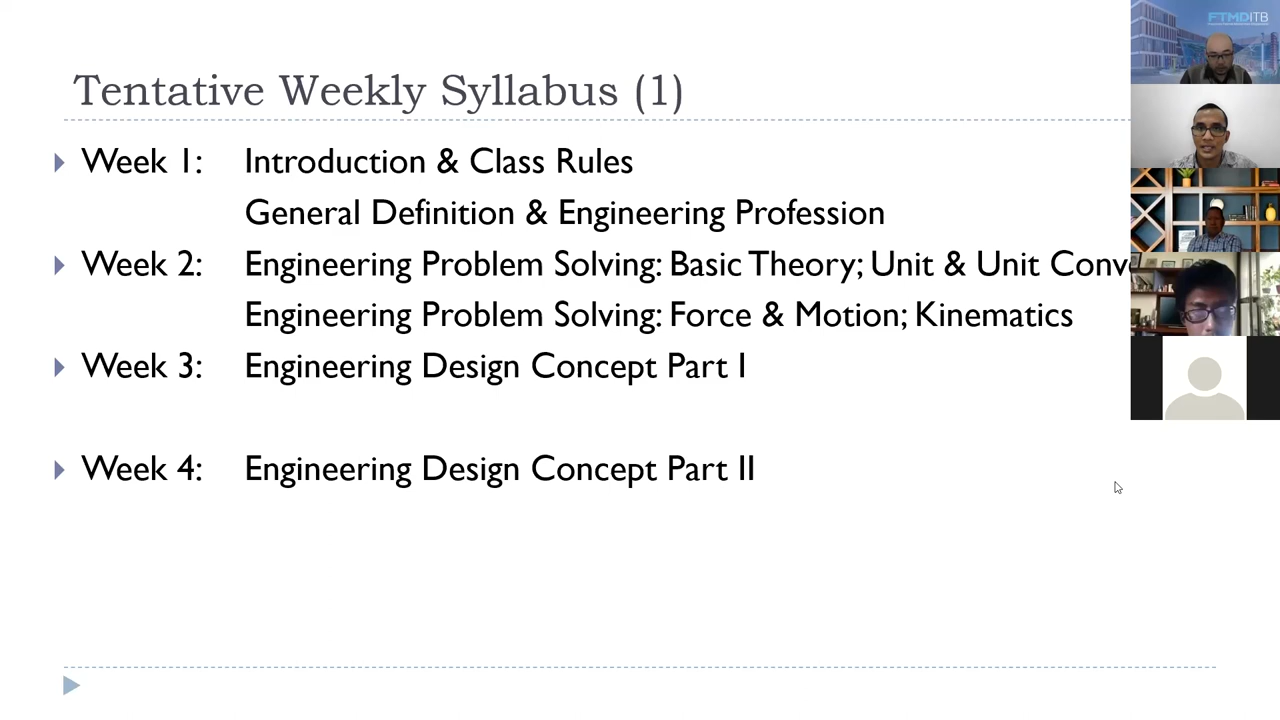 FTMD ITB
Tentative Weekly Syllabus (1)
Week 1: Introduction & Class Rules
General Definition & Engineering Profession
Week 2: Engineering Problem Solving: Basic Theory; Unit & Unit
Engineering Problem Solving: Force & Motion; Kinematics
Week 3: Engineering Design Concept Part I
Week 4: Engineering Design Concept Part II